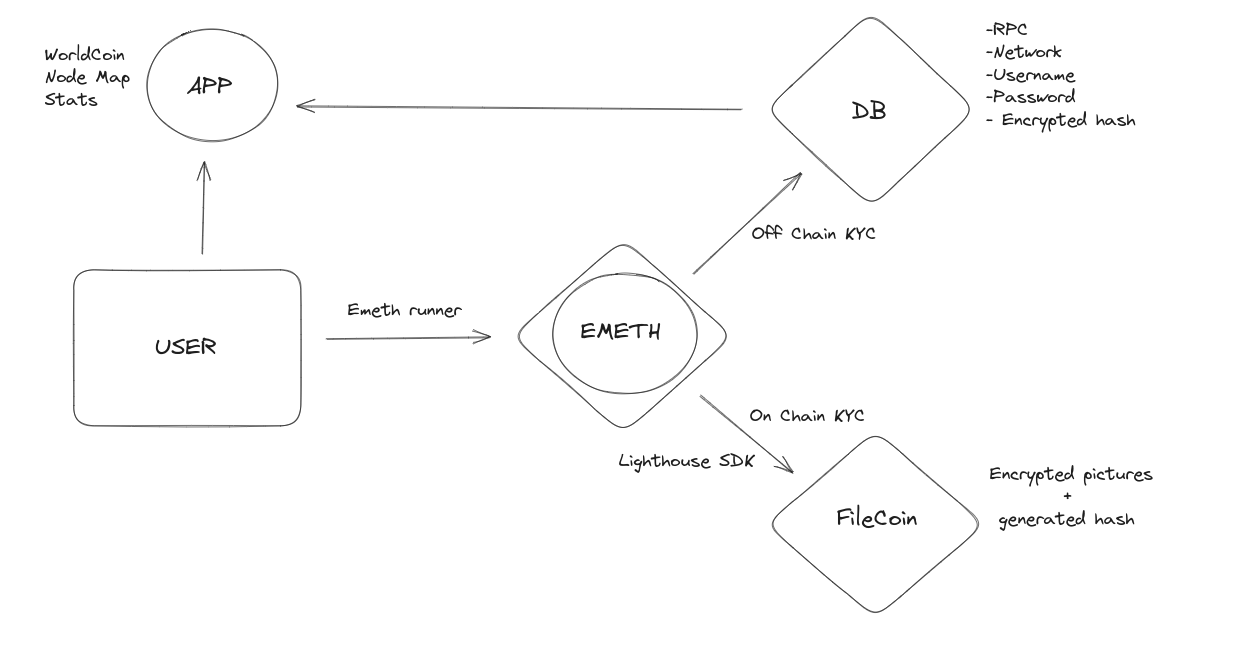 WorldCoin
Node Map
Stats
APP
DB
-RPC
-Network
-Username
-Password
- Encrypted hash
Off Chain KYC
USER
Emeth runner
EMETH
On Chain KYC
Lighthouse SDK
FileCoin
Encrypted pictures
+
generated hash